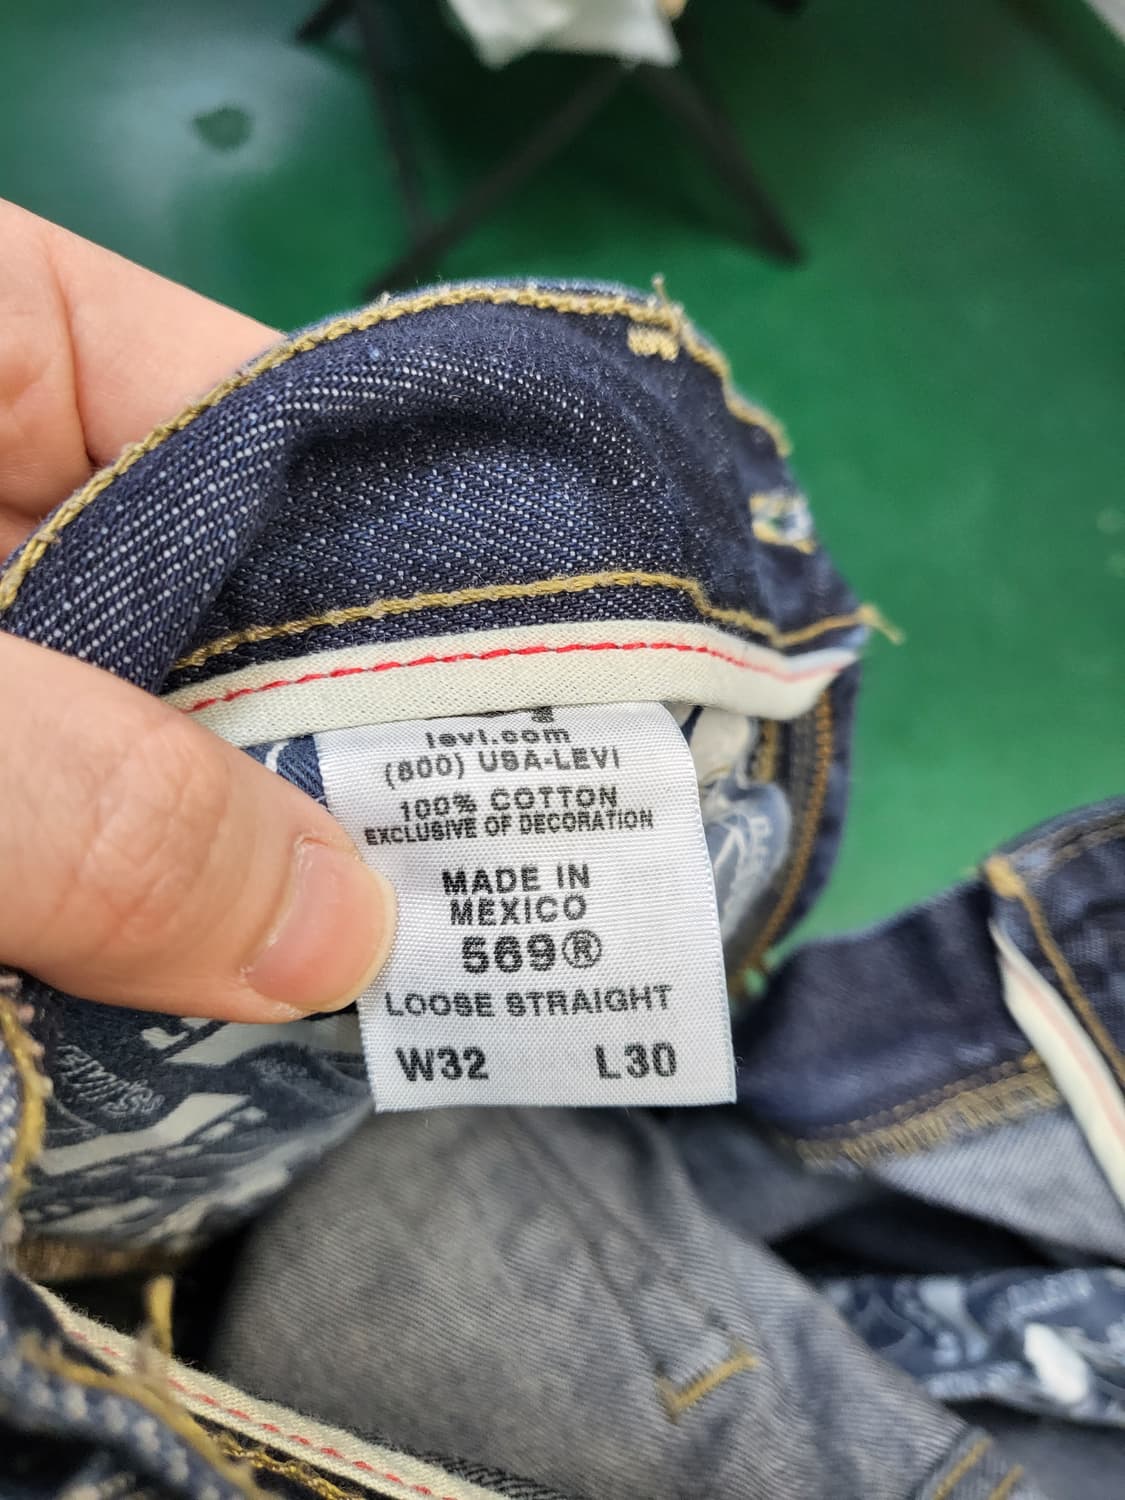 levi.com
(800) USA-LEVI
100% COTTON
EXCLUSIVE OF DECORATION
MADE IN
MEXICO
569®
LOOSE STRAIGHT
W32 L30